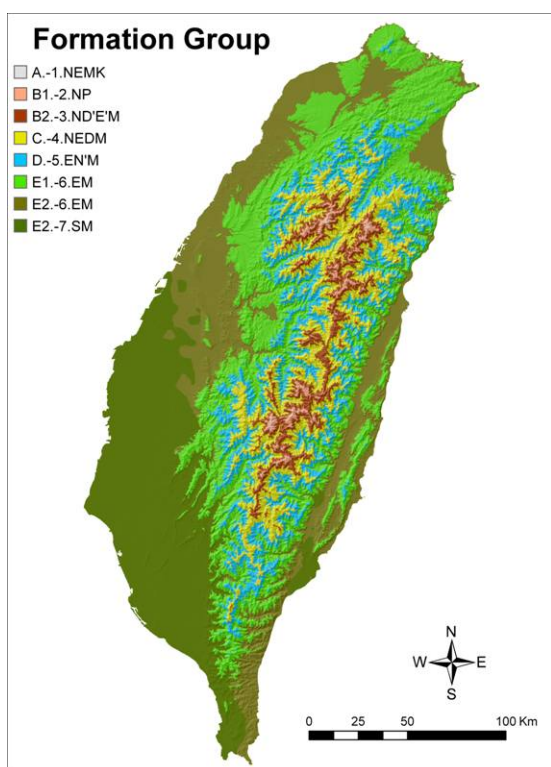 Formation Group
A.-1.NEMK
B1.-2.NP
B2.-3.ND'E'M
C.-4.NEDM
D.-5.EN'M
E1.-6.EM
E2.-6.EM
E2.-7.SM
N
W E
S
0 25 50 100 Km